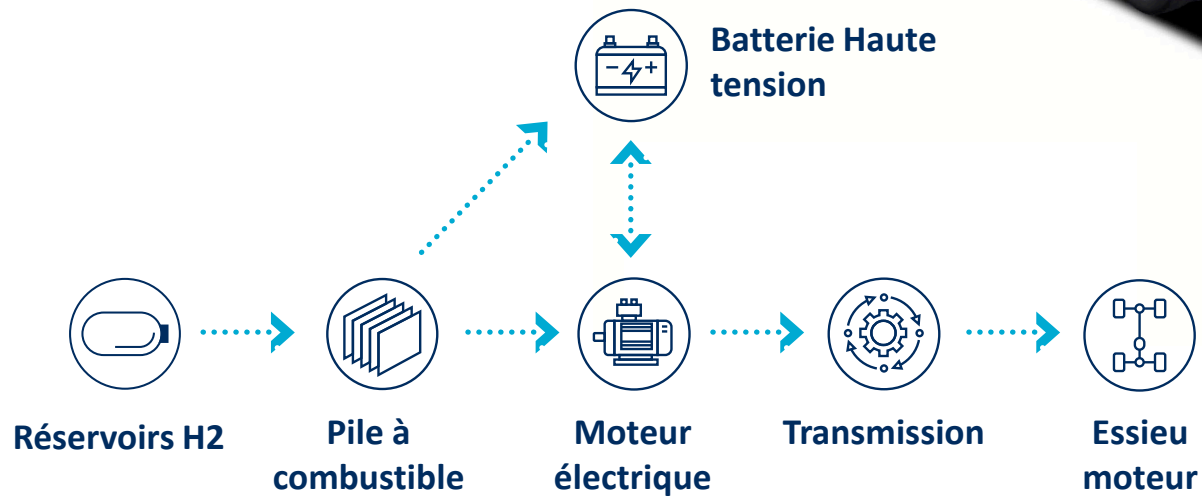 Batterie Haute
tension
Réservoirs H2
Pile à
combustible
Moteur
électrique
Transmission
Essieu
moteur